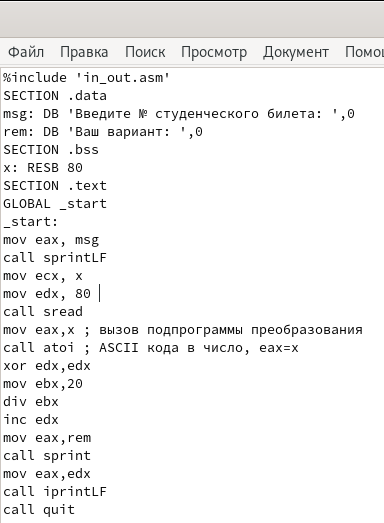 Файл Правка Поиск Просмотр Документ
%include 'in_out.asm'
SECTION .data
msg: DB 'Введите № студенческого билета: ',0
rem: DB 'Ваш вариант: ',0
SECTION .bss
x: RESB 80
SECTION .text
GLOBAL _start
_start:
mov eax, msg
call sprintLF
mov ecx, x
mov edx, 80
call sread
mov eax,x ; вызов подпрограммы преобразования
call atoi ; ASCII кода в число, eax=x
xor edx,edx
mov ebx,20
div ebx
inc edx
mov eax,rem
call sprint
mov eax,edx
call iprintLF
call quit